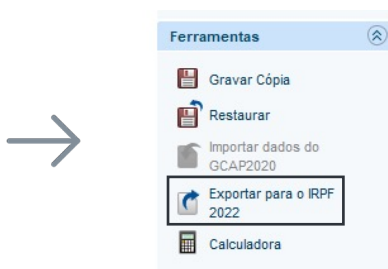 Ferramentas
Gravar Cópia
Restaurar
Importar dados do
GCAP2020
Exportar para o IRPF
2022
Calculadora